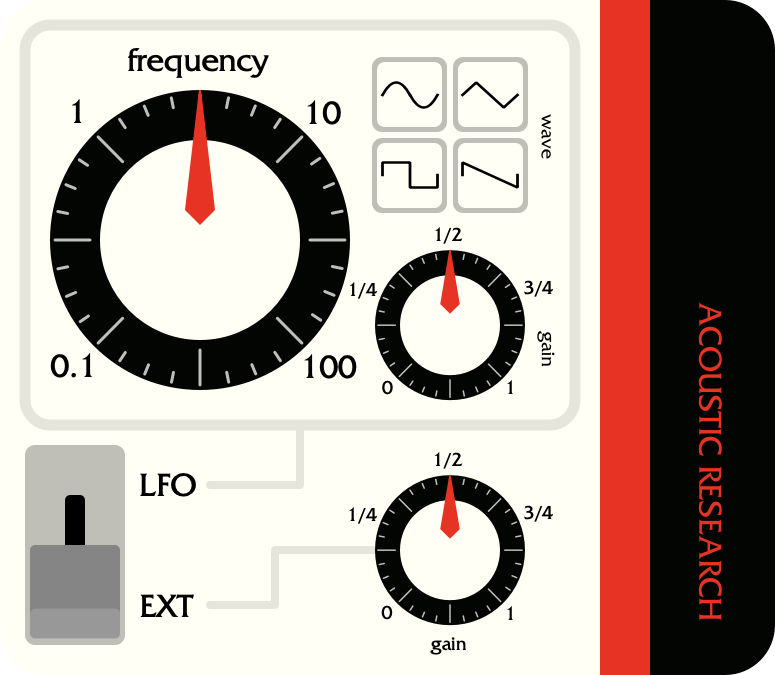 frequency
1
10
0.1
100
wave
1/2
1/4
3/4
gain
0
1
LFO
EXT
1/2
1/4
3/4
0
1
gain
ACOUSTIC RESEARCH